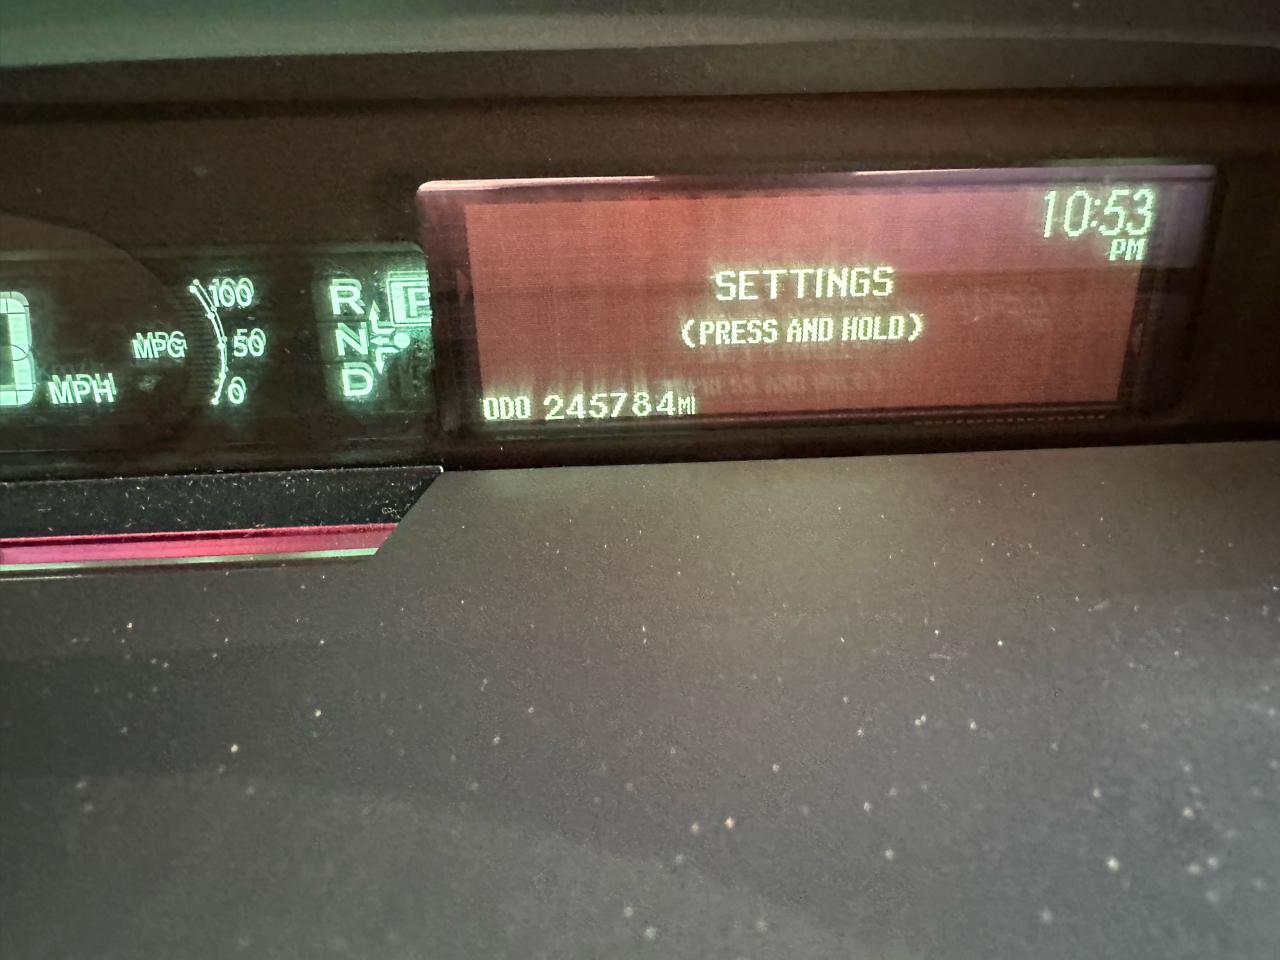 10:53
PM
SETTINGS
(PRESS AND HOLD)
ODO 245784MI
100
MPG 50
0
MPH
R
N
D
P